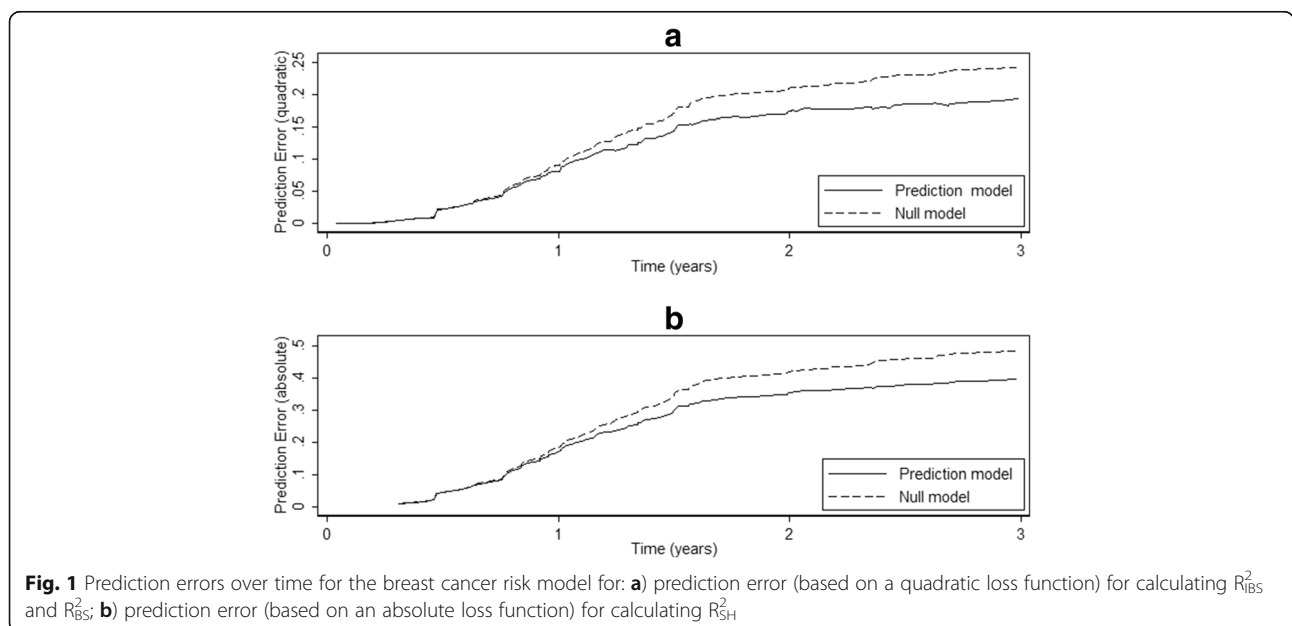 a
Prediction Error (quadratic)
.25
.2
.15
.1
.05
0
Prediction model
Null model
0 1 2 3
Time (years)
b
Prediction Error (absolute)
.5
.4
.3
.2
.1
0
Prediction model
Null model
0 1 2 3
Time (years)
Fig. 1 Prediction errors over time for the breast cancer risk model for: a) prediction error (based on a quadratic loss function) for calculating R²IBS
and R²BS; b) prediction error (based on an absolute loss function) for calculating R²SH